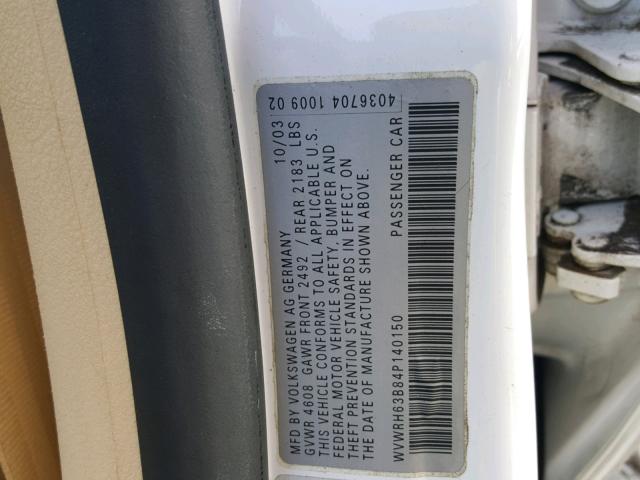 4036704 1009 02
MFD BY VOLKSWAGEN AG GERMANY 10/03
GVWR 4608 GAWR FRONT 2492 / REAR 2183 LBS
THIS VEHICLE CONFORMS TO ALL APPLICABLE U.S.
FEDERAL MOTOR VEHICLE SAFETY, BUMPER AND
THEFT PREVENTION STANDARDS IN EFFECT ON
THE DATE OF MANUFACTURE SHOWN ABOVE.
WVWRH63B84P140150 PASSENGER CAR